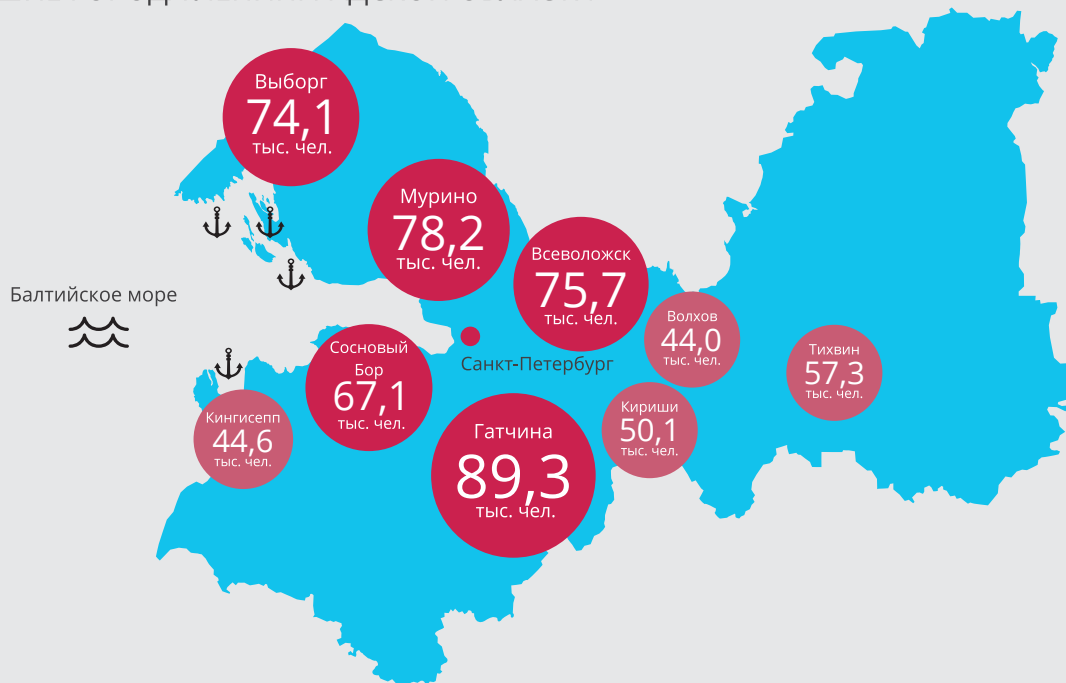 Выборг
74,1
тыс. чел.
Мурино
78,2
тыс. чел.
Всеволожск
75,7
тыс. чел.
Балтийское море
Волхов
44,0
тыс. чел.
Тихвин
57,3
тыс. чел.
Санкт-Петербург
Сосновый
Бор
67,1
тыс. чел.
Кингисепп
44,6
тыс. чел.
Кириши
50,1
тыс. чел.
Гатчина
89,3
тыс. чел.